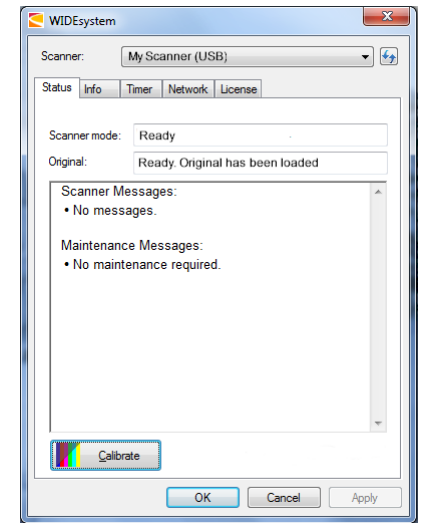 WIDEsystem
Scanner: My Scanner (USB)
Status Info Timer Network License
Scanner mode: Ready
Original: Ready. Original has been loaded
Scanner Messages:
• No messages.
Maintenance Messages:
• No maintenance required.
Calibrate
OK Cancel Apply